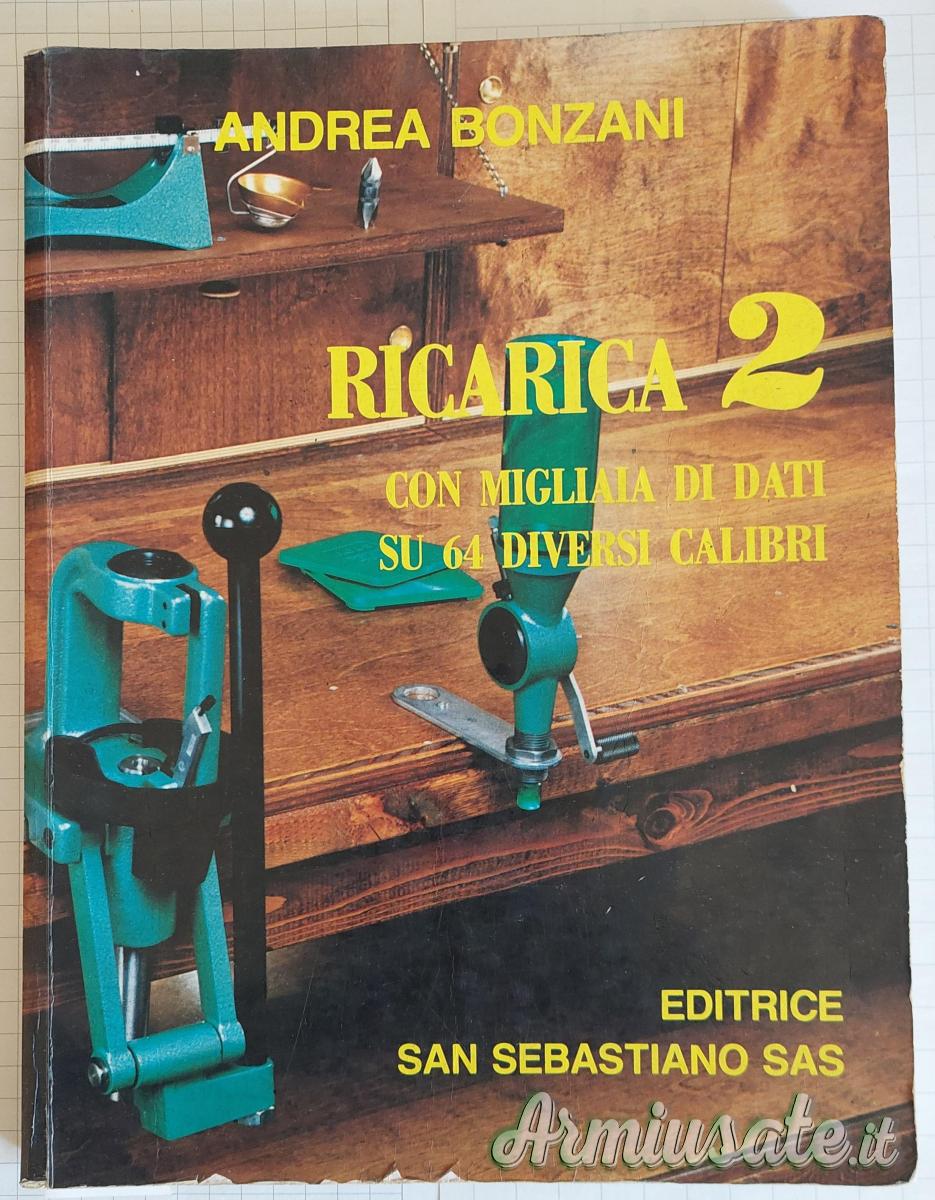 ANDREA BONZANI
RICARICA 2
CON MIGLIAIA DI DATI
SU 64 DIVERSI CALIBRI
EDITRICE
SAN SEBASTIANO SAS
Armiusate.it